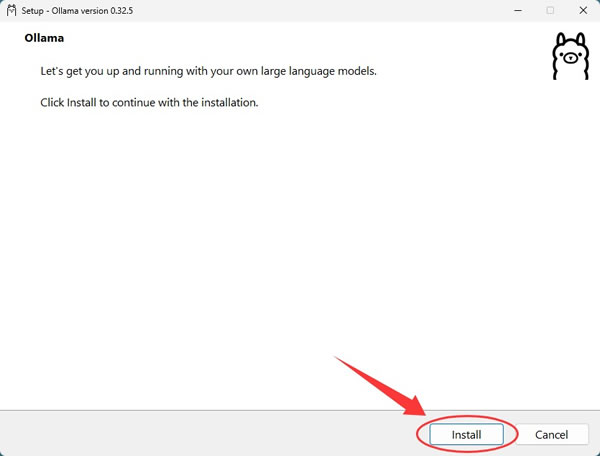 Setup - Ollama version 0.32.5
Ollama
Let's get you up and running with your own large language models.
Click Install to continue with the installation.
Install
Cancel